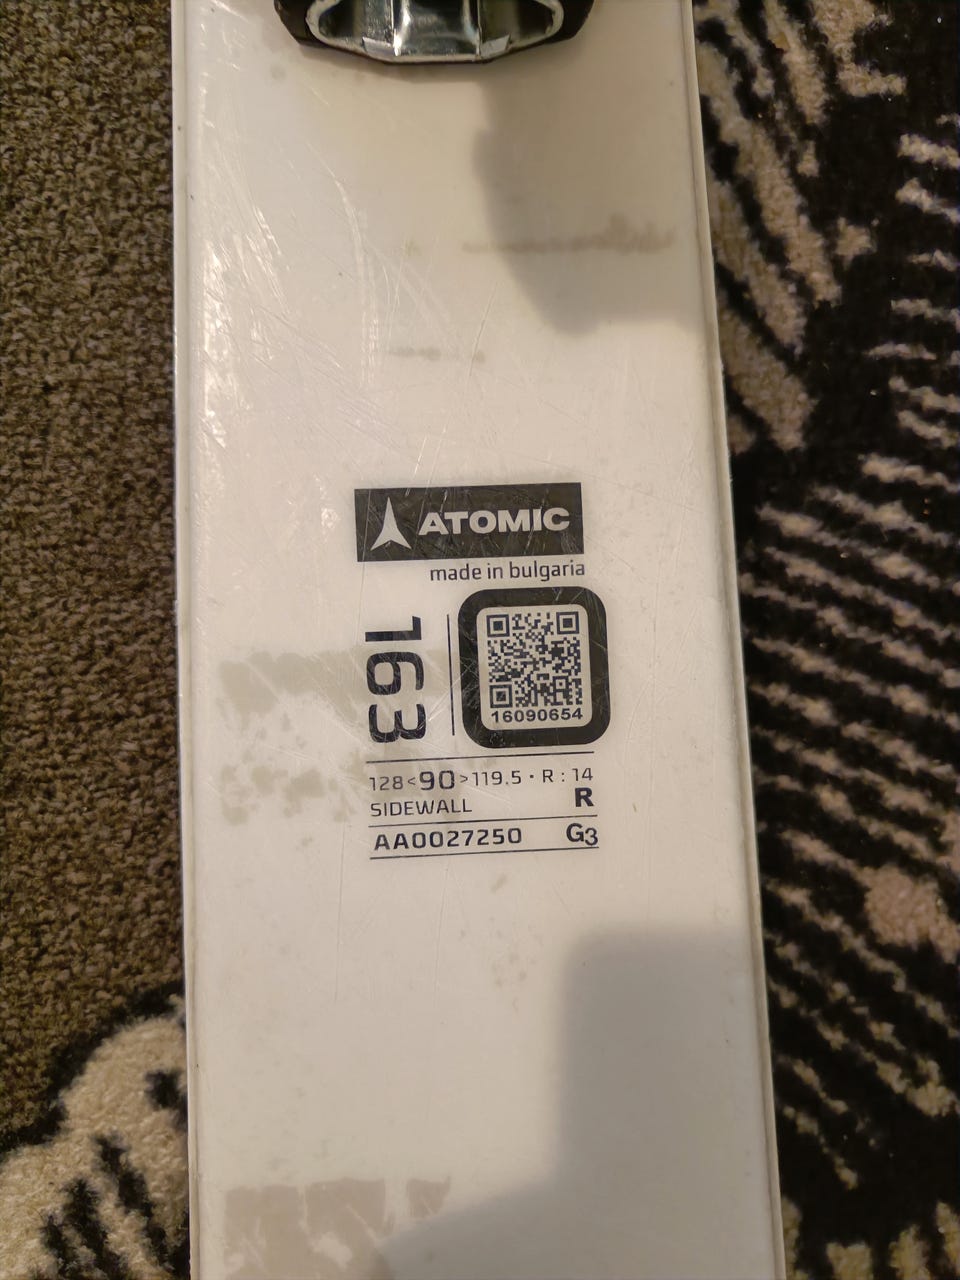 ATOMIC
made in bulgaria
163
16090654
128<90>119.5 · R : 14
SIDEWALL R
AA0027250 G3